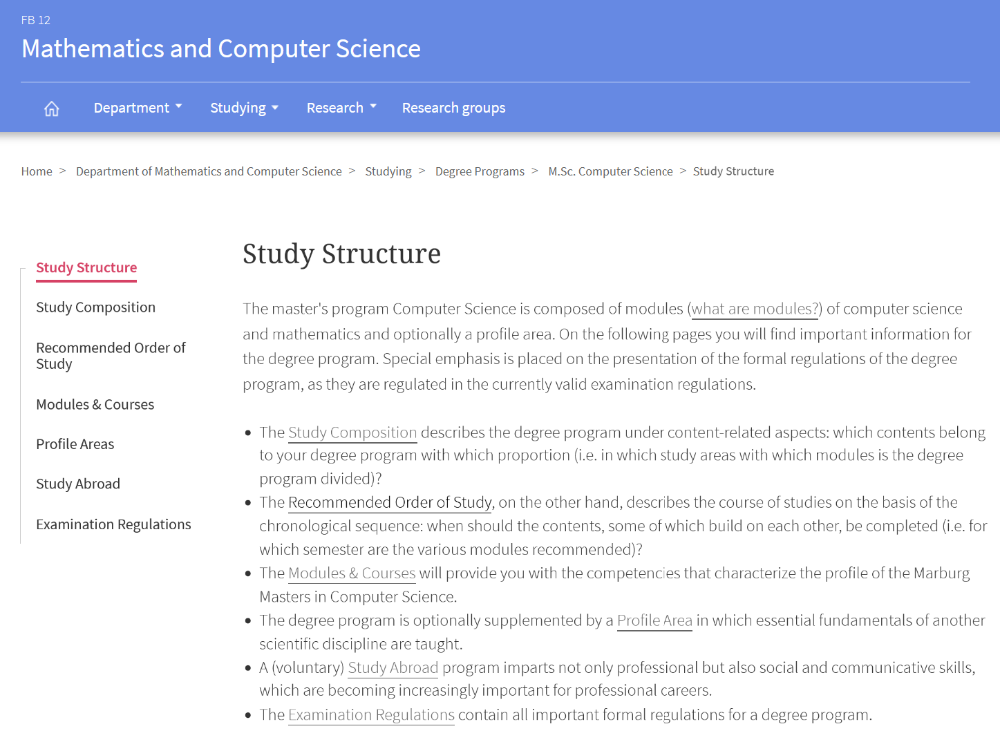 FB 12
Mathematics and Computer Science
Department Studying Research Research groups
Home > Department of Mathematics and Computer Science > Studying > Degree Programs > M.Sc. Computer Science > Study Structure
Study Structure
Study Composition
Recommended Order of
Study
Modules & Courses
Profile Areas
Study Abroad
Examination Regulations
Study Structure
The master's program Computer Science is composed of modules (what are modules?) of computer science
and mathematics and optionally a profile area. On the following pages you will find important information for
the degree program. Special emphasis is placed on the presentation of the formal regulations of the degree
program, as they are regulated in the currently valid examination regulations.
• The Study Composition describes the degree program under content-related aspects: which contents belong
to your degree program with which proportion (i.e. in which study areas with which modules is the degree
program divided)?
• The Recommended Order of Study, on the other hand, describes the course of studies on the basis of the
chronological sequence: when should the contents, some of which build on each other, be completed (i.e. for
which semester are the various modules recommended)?
• The Modules & Courses will provide you with the competencies that characterize the profile of the Marburg
Masters in Computer Science.
• The degree program is optionally supplemented by a Profile Area in which essential fundamentals of another
scientific discipline are taught.
• A (voluntary) Study Abroad program imparts not only professional but also social and communicative skills,
which are becoming increasingly important for professional careers.
• The Examination Regulations contain all important formal regulations for a degree program.